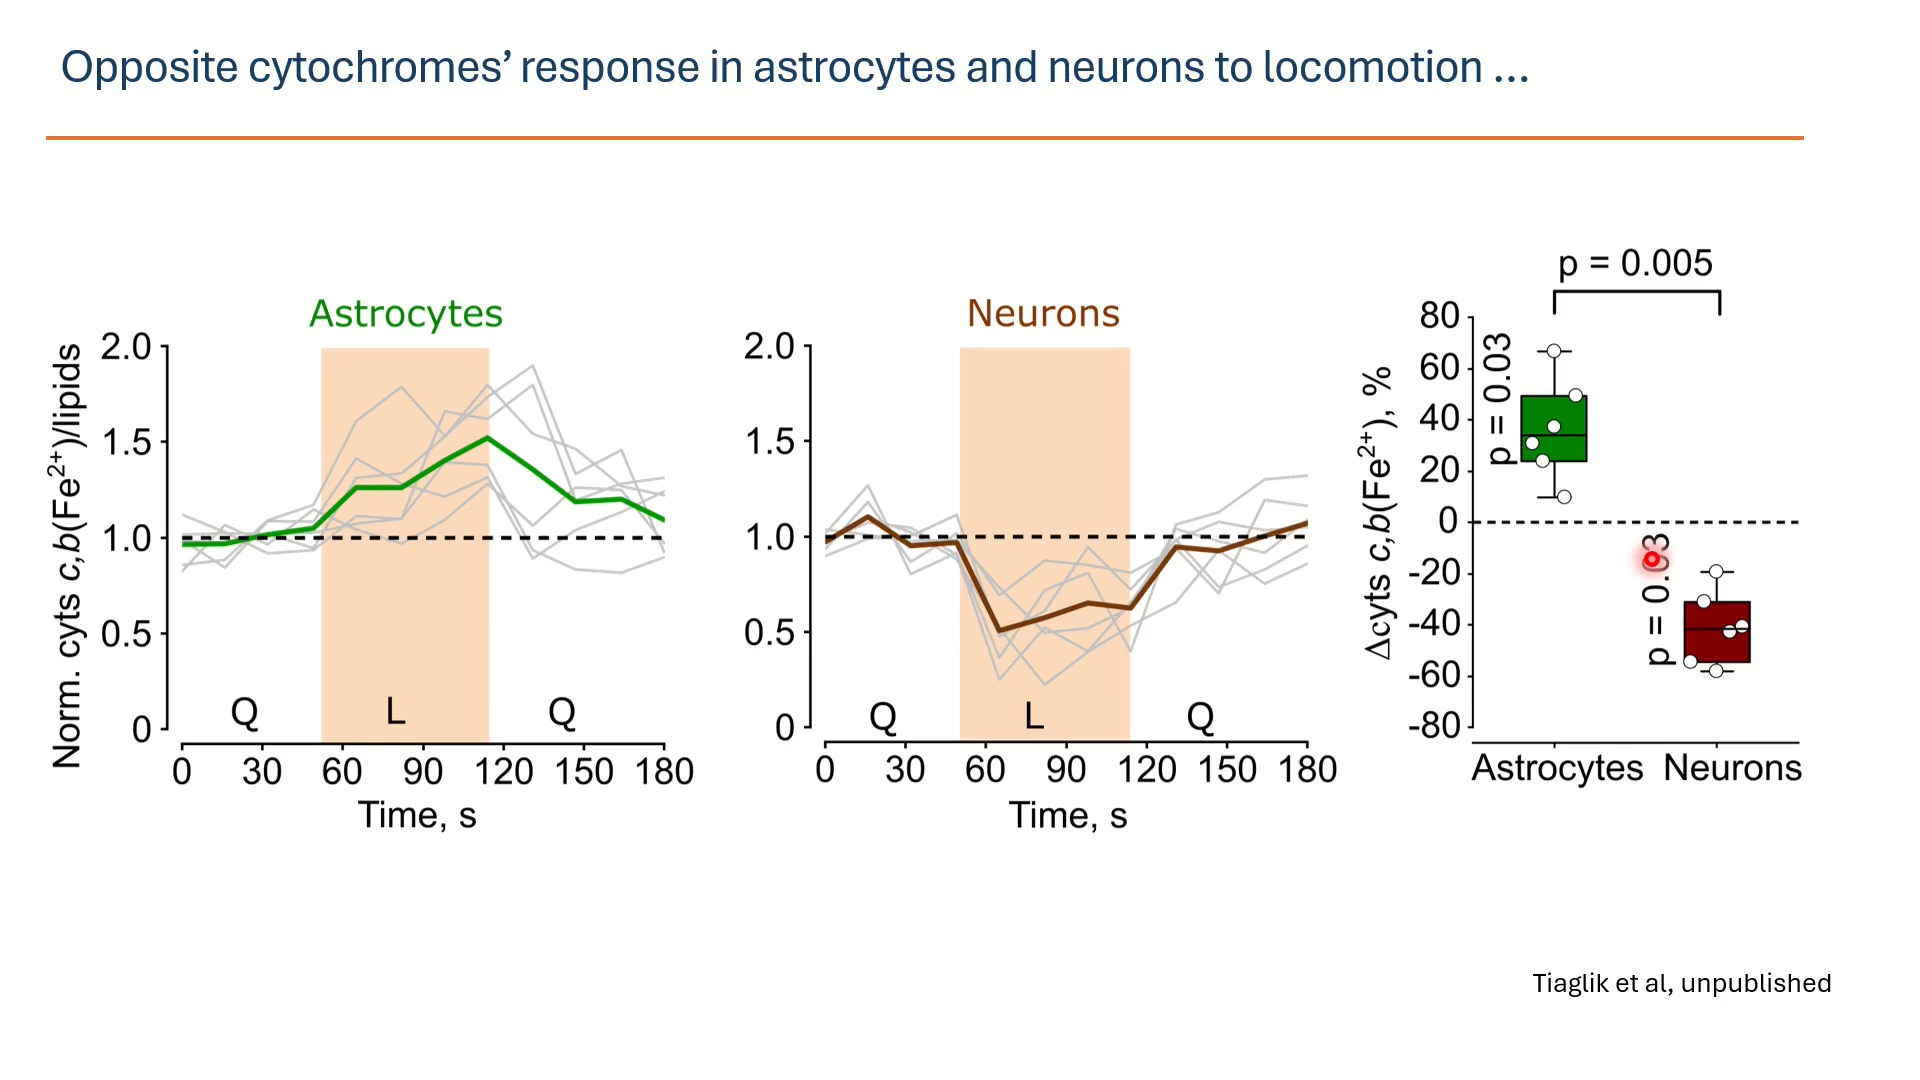 Opposite cytochromes’ response in astrocytes and neurons to locomotion ...
Astrocytes
Norm. cyts c,b(Fe²⁺)/lipids
2.0
1.5
1.0
0.5
0
Q
L
Q
0 30 60 90 120 150 180
Time, s
Neurons
2.0
1.5
1.0
0.5
0
Q
L
Q
0 30 60 90 120 150 180
Time, s
p = 0.005
Δcyts c,b(Fe²⁺), %
80
60
40
20
0
-20
-40
-60
-80
p = 0.03
p = 0.03
Astrocytes Neurons
Tiaglik et al, unpublished